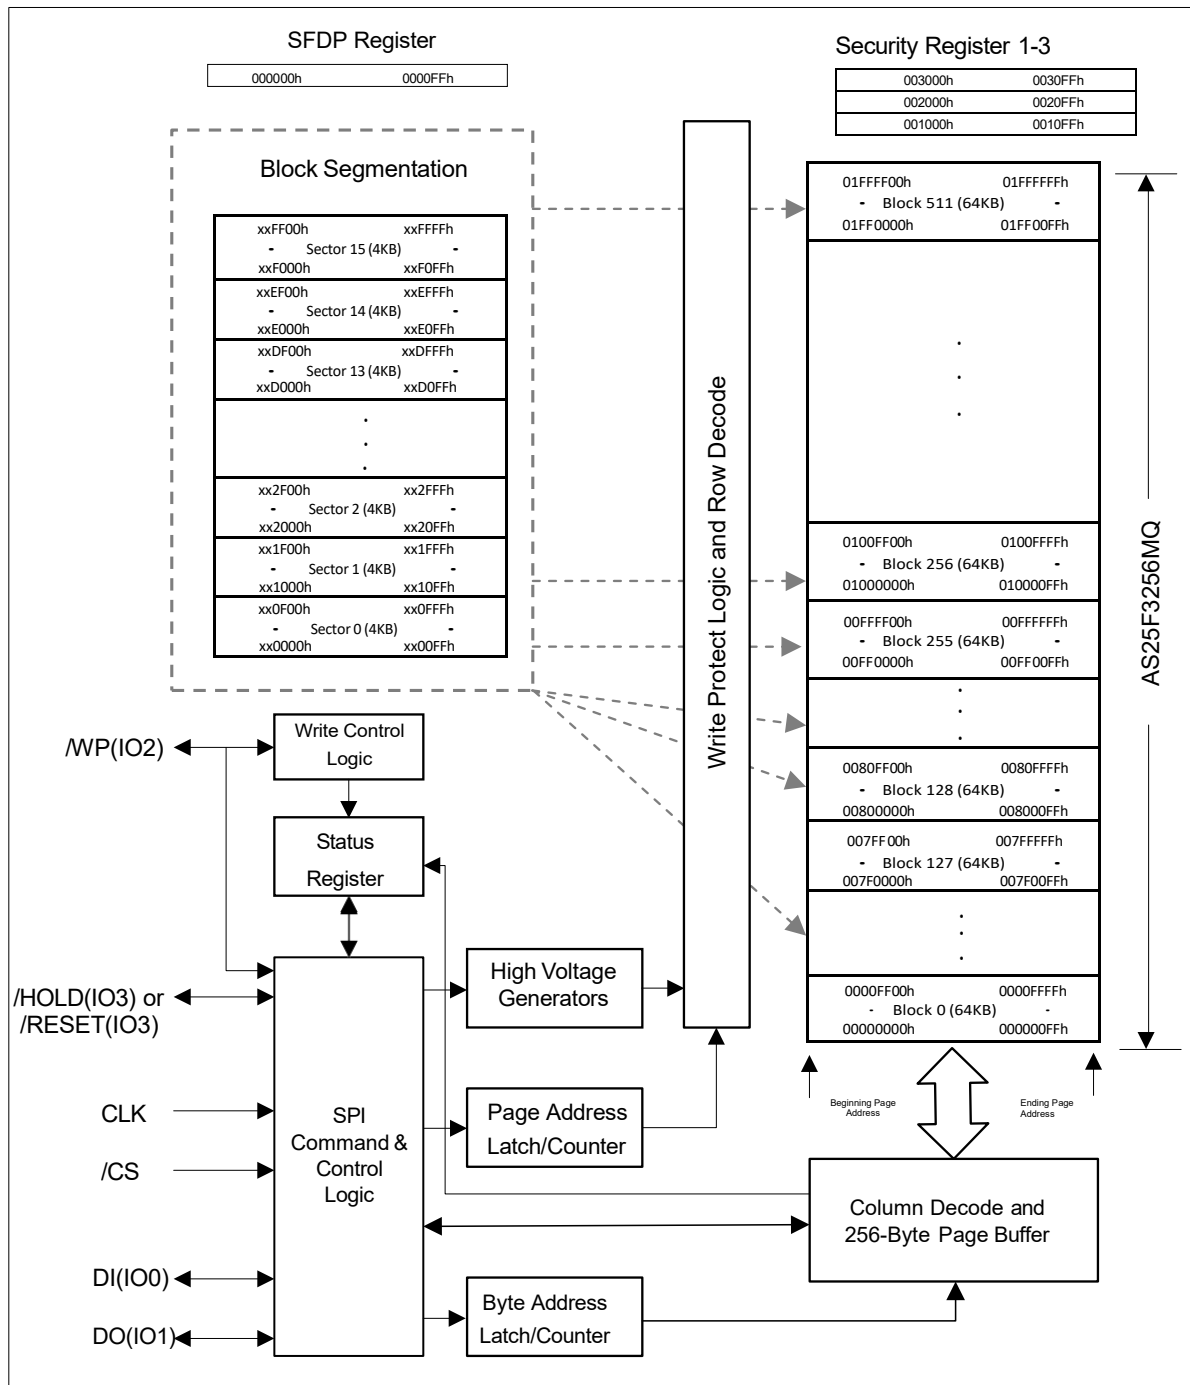 SFDP Register
000000h 0000FFh
Security Register 1-3
003000h 0030FFh
002000h 0020FFh
001000h 0010FFh
Block Segmentation
xxFF00h xxFFFFh
- Sector 15 (4KB) -
xxF000h xxF0FFh
xxEF00h xxEFFFh
- Sector 14 (4KB) -
xxE000h xxE0FFh
xxDF00h xxDFFFh
- Sector 13 (4KB) -
xxD000h xxD0FFh
.
.
.
xx2F00h xx2FFFh
- Sector 2 (4KB) -
xx2000h xx20FFh
xx1F00h xx1FFFh
- Sector 1 (4KB) -
xx1000h xx10FFh
xx0F00h xx0FFFh
- Sector 0 (4KB) -
xx0000h xx00FFh
Write Protect Logic and Row Decode
01FFFF00h 01FFFFFFh
- Block 511 (64KB) -
01FF0000h 01FF00FFh
.
.
.
0100FF00h 0100FFFFh
- Block 256 (64KB) -
01000000h 010000FFh
00FFFF00h 00FFFFFFh
- Block 255 (64KB) -
00FF0000h 00FF00FFh
.
.
.
0080FF00h 0080FFFFh
- Block 128 (64KB) -
00800000h 008000FFh
007FF00h 007FFFFFh
- Block 127 (64KB) -
007F0000h 007F00FFh
.
.
.
0000FF00h 0000FFFFh
- Block 0 (64KB) -
00000000h 000000FFh
AS25F3256MQ
Beginning Page
Address
Ending Page
Address
/WP(IO2)
Write Control
Logic
Status
Register
/HOLD(IO3) or
/RESET(IO3)
CLK
/CS
DI(IO0)
DO(IO1)
SPI
Command &
Control
Logic
High Voltage
Generators
Page Address
Latch/Counter
Column Decode and
256-Byte Page Buffer
Byte Address
Latch/Counter